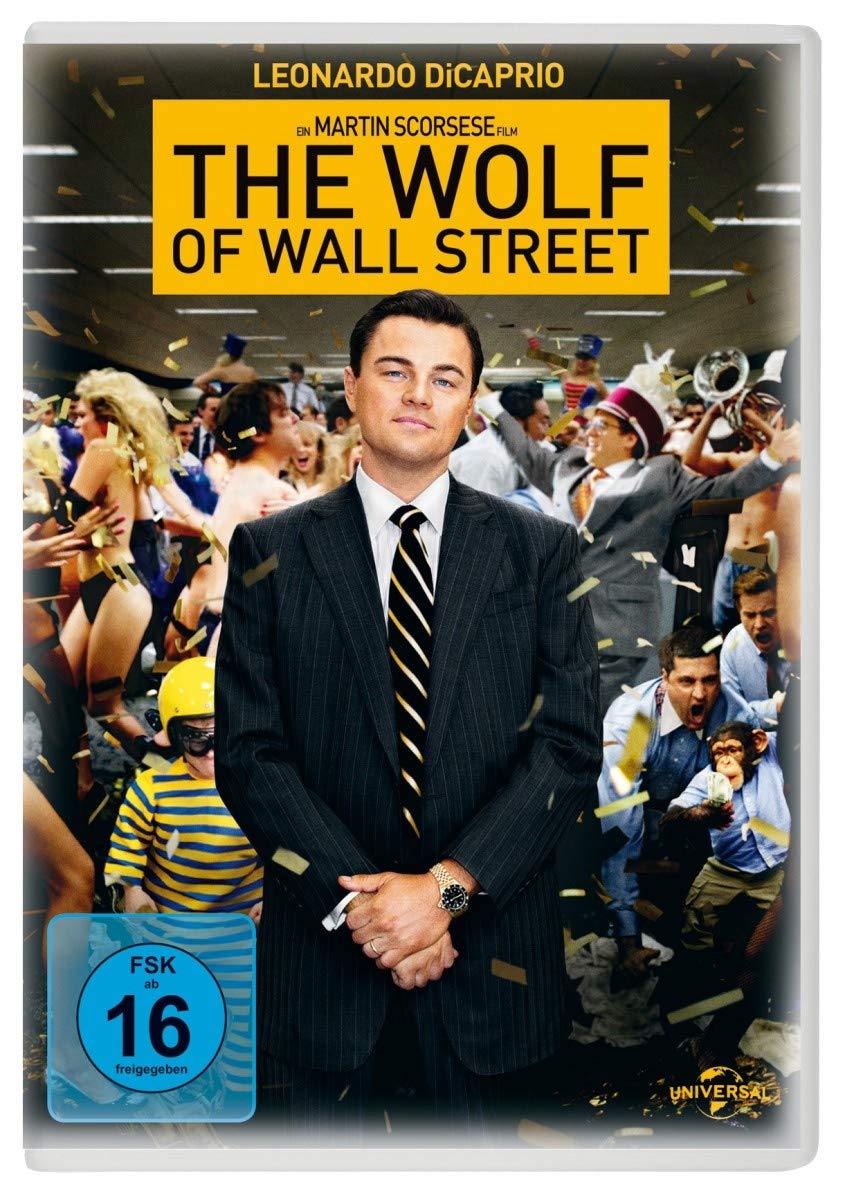 LEONARDO DiCAPRIO
EIN MARTIN SCORSESE FILM
THE WOLF
OF WALL STREET
FSK
ab
16
freigegeben
UNIVERSAL